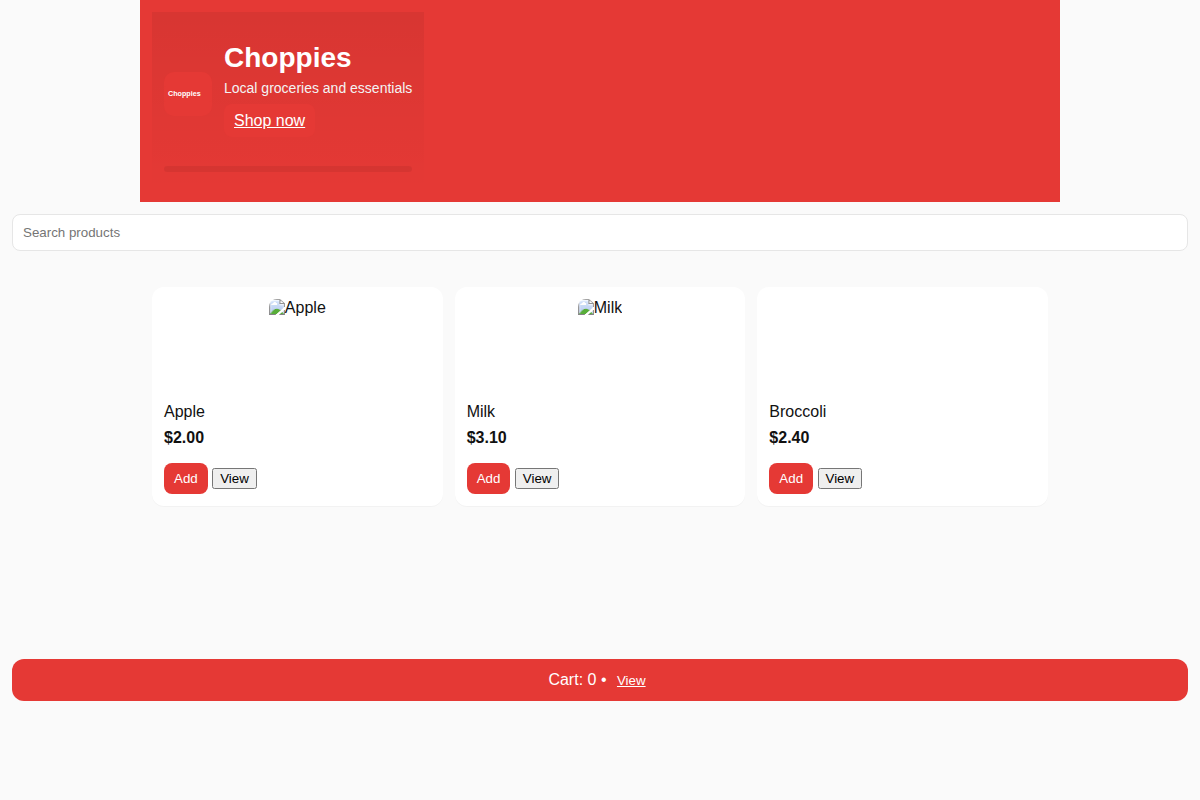 Choppies
Choppies
Local groceries and essentials
Shop now
Search products
Apple
Milk
Apple
$2.00
Add
View
Milk
$3.10
Add
View
Broccoli
$2.40
Add
View
Cart: 0 • View